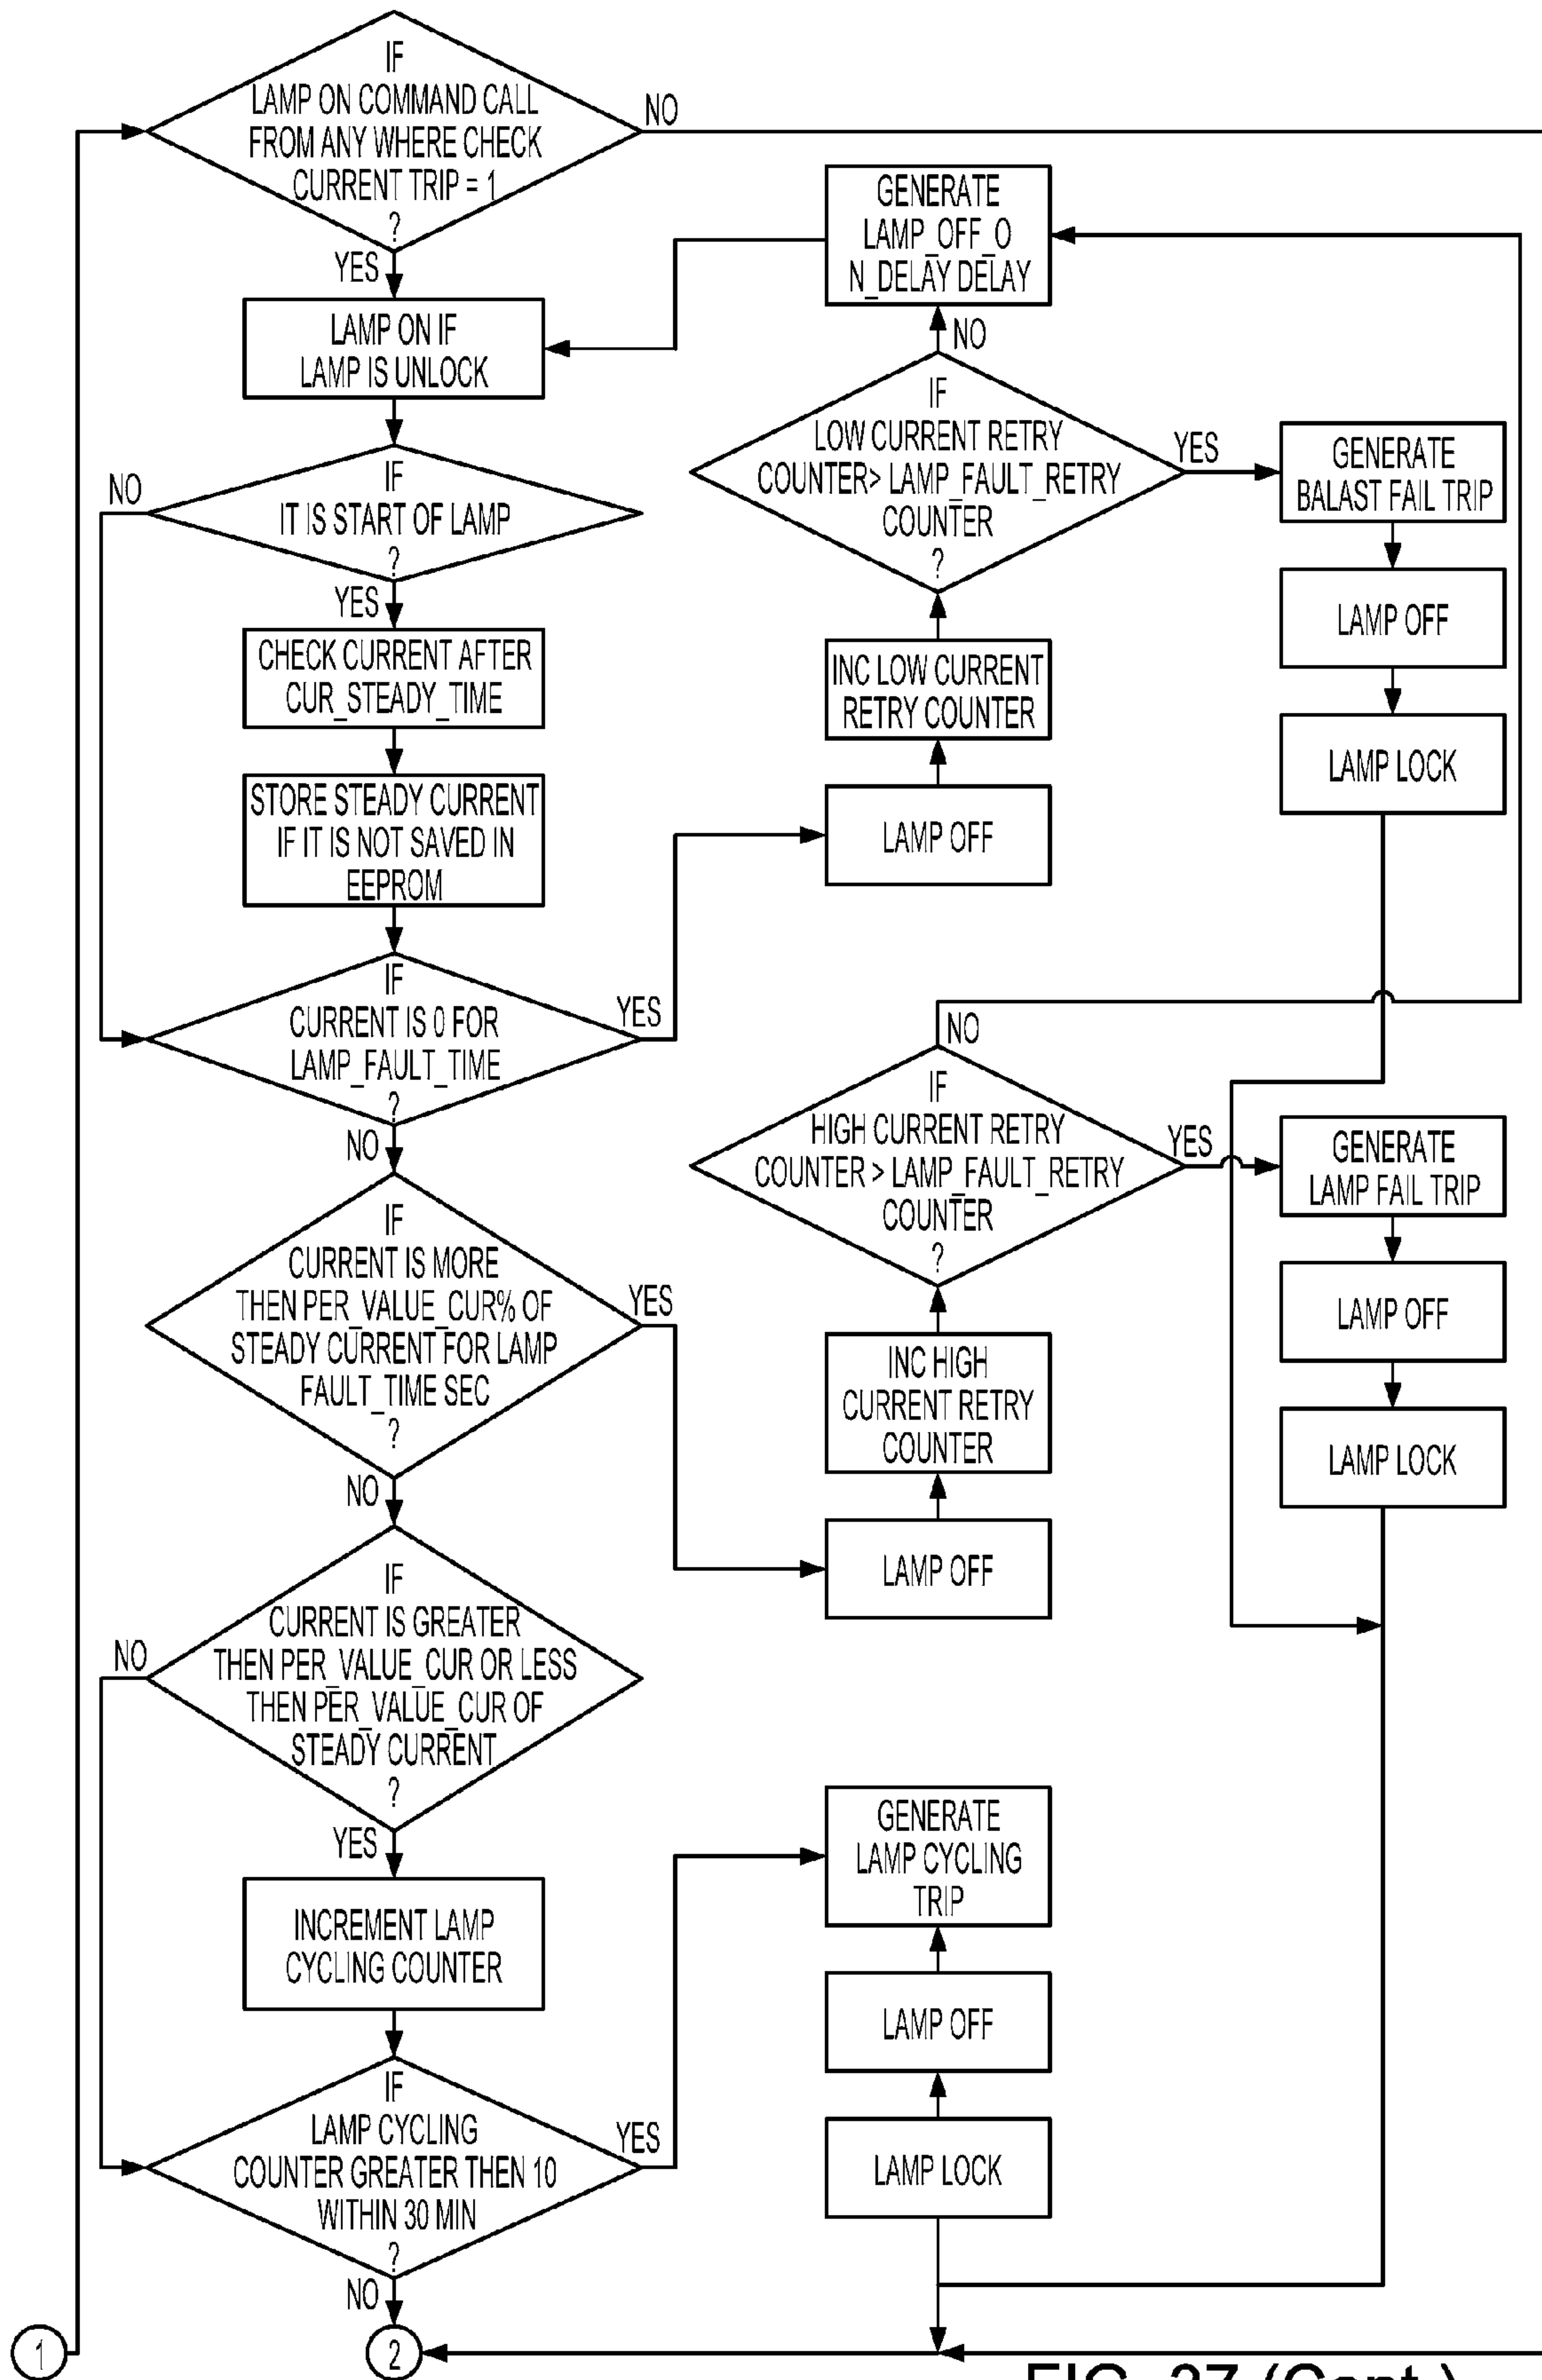 IF
LAMP ON COMMAND CALL
FROM ANY WHERE CHECK
CURRENT TRIP = 1
?
NO
YES
LAMP ON IF
LAMP IS UNLOCK
NO
IF
IT IS START OF LAMP
?
YES
CHECK CURRENT AFTER
CUR_STEADY_TIME
STORE STEADY CURRENT
IF IT IS NOT SAVED IN
EEPROM
IF
CURRENT IS 0 FOR
LAMP_FAULT_TIME
?
YES
NO
IF
CURRENT IS MORE
THEN PER_VALUE_CUR% OF
STEADY CURRENT FOR LAMP
FAULT_TIME SEC
?
YES
NO
IF
CURRENT IS GREATER
THEN PER_VALUE_CUR OR LESS
THEN PER_VALUE_CUR OF
STEADY CURRENT
?
NO
YES
INCREMENT LAMP
CYCLING COUNTER
IF
LAMP CYCLING
COUNTER GREATER THEN 10
WITHIN 30 MIN
?
YES
NO
1
2
GENERATE
LAMP_OFF_O
N_DELAY DELAY
NO
IF
LOW CURRENT RETRY
COUNTER> LAMP_FAULT_RETRY
COUNTER
?
YES
INC LOW CURRENT
RETRY COUNTER
LAMP OFF
GENERATE
BALAST FAIL TRIP
LAMP OFF
LAMP LOCK
NO
IF
HIGH CURRENT RETRY
COUNTER > LAMP_FAULT_RETRY
COUNTER
?
YES
INC HIGH
CURRENT RETRY
COUNTER
LAMP OFF
GENERATE
LAMP FAIL TRIP
LAMP OFF
LAMP LOCK
GENERATE
LAMP CYCLING
TRIP
LAMP OFF
LAMP LOCK
FIG. 37 (Cont.)